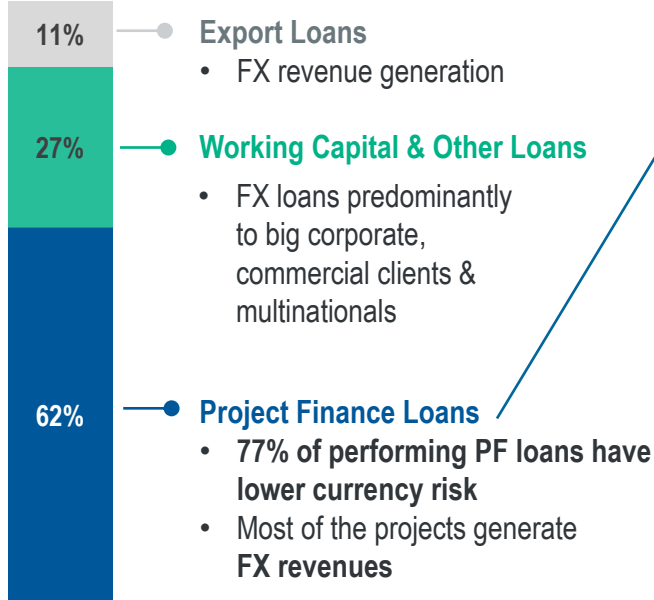 11%
Export Loans
• FX revenue generation
27%
Working Capital & Other Loans
• FX loans predominantly
to big corporate,
commercial clients &
multinationals
62%
Project Finance Loans
• 77% of performing PF loans have
lower currency risk
• Most of the projects generate
FX revenues